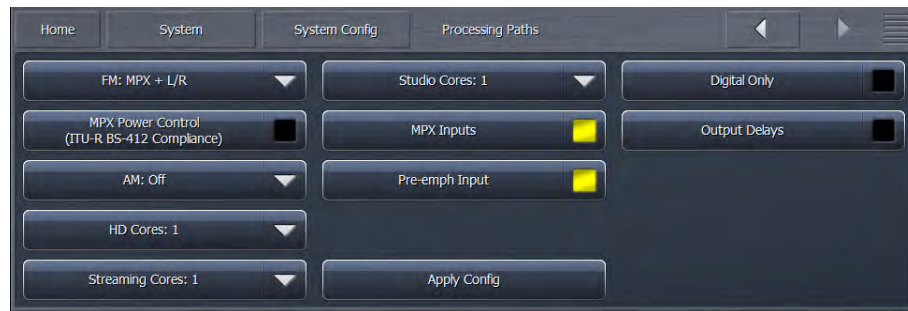 Home
System
System Config
Processing Paths
FM: MPX + L/R
Studio Cores: 1
Digital Only
MPX Power Control
(ITU-R BS-412 Compliance)
MPX Inputs
Output Delays
AM: Off
Pre-emph Input
HD Cores: 1
Streaming Cores: 1
Apply Config